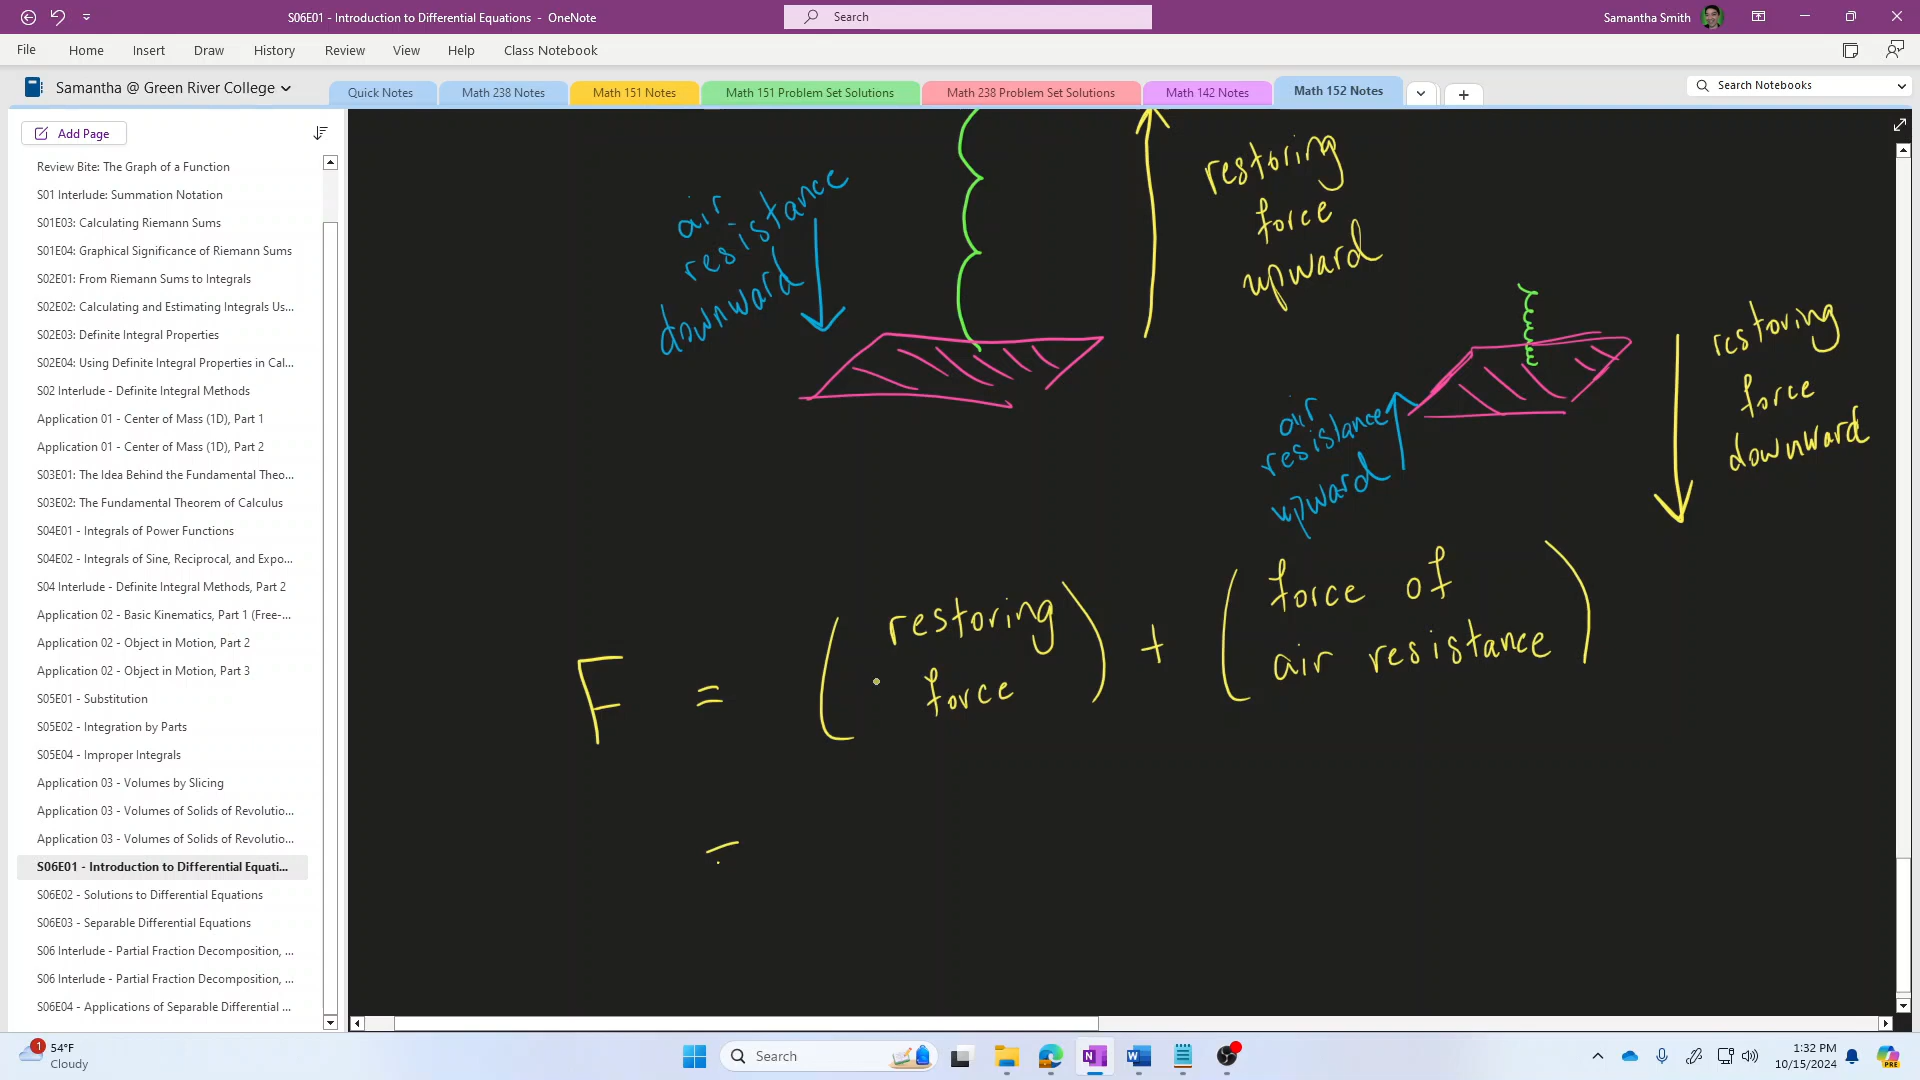 S06E01 - Introduction to Differential Equations - OneNote
Search
Samantha Smith
File Home Insert Draw History Review View Help Class Notebook
Samantha @ Green River College
Quick Notes
Math 238 Notes
Math 151 Notes
Math 151 Problem Set Solutions
Math 238 Problem Set Solutions
Math 142 Notes
Math 152 Notes
Search Notebooks
Add Page
Review Bite: The Graph of a Function
S01 Interlude: Summation Notation
S01E03: Calculating Riemann Sums
S01E04: Graphical Significance of Riemann Sums
S02E01: From Riemann Sums to Integrals
S02E02: Calculating and Estimating Integrals Us...
S02E03: Definite Integral Properties
S02E04: Using Definite Integral Properties in Cal...
S02 Interlude - Definite Integral Methods
Application 01 - Center of Mass (1D), Part 1
Application 01 - Center of Mass (1D), Part 2
S03E01: The Idea Behind the Fundamental Theo...
S03E02: The Fundamental Theorem of Calculus
S04E01 - Integrals of Power Functions
S04E02 - Integrals of Sine, Reciprocal, and Expo...
S04 Interlude - Definite Integral Methods, Part 2
Application 02 - Basic Kinematics, Part 1 (Free-...
Application 02 - Object in Motion, Part 2
Application 02 - Object in Motion, Part 3
S05E01 - Substitution
S05E02 - Integration by Parts
S05E04 - Improper Integrals
Application 03 - Volumes by Slicing
Application 03 - Volumes of Solids of Revolutio...
Application 03 - Volumes of Solids of Revolutio...
S06E01 - Introduction to Differential Equati...
S06E02 - Solutions to Differential Equations
S06E03 - Separable Differential Equations
S06 Interlude - Partial Fraction Decomposition, ...
S06 Interlude - Partial Fraction Decomposition, ...
S06E04 - Applications of Separable Differential ...
air
resistance
downward
restoring
force
upward
air
resistance
upward
restoring
force
downward
F = (restoring force) + (force of air resistance)
=
1
54°F
Cloudy
Search
1:32 PM
10/15/2024
PRE